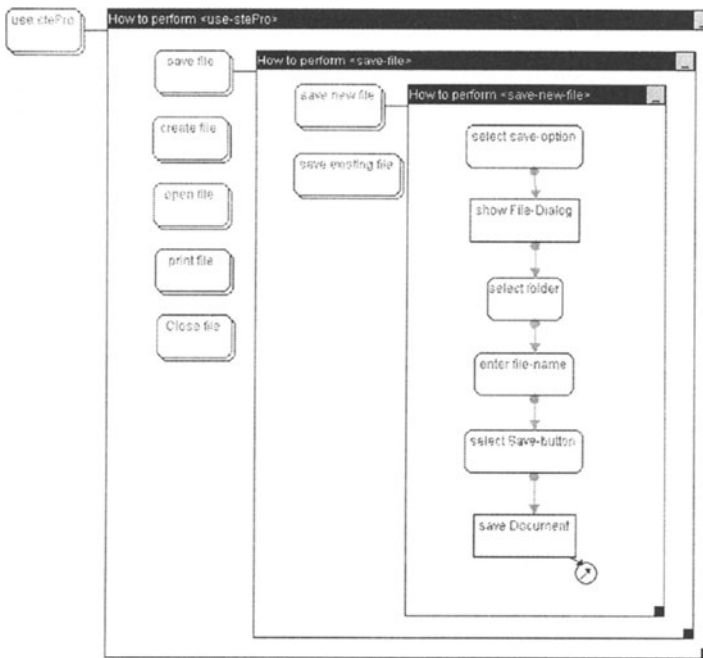 use stePro
How to perform <use-stePro>
save file
create file
open file
print file
Close file
How to perform <save-file>
save new file
save existing file
How to perform <save-new-file>
select save-option
show File-Dialog
select folder
enter file-name
select Save-button
save Document